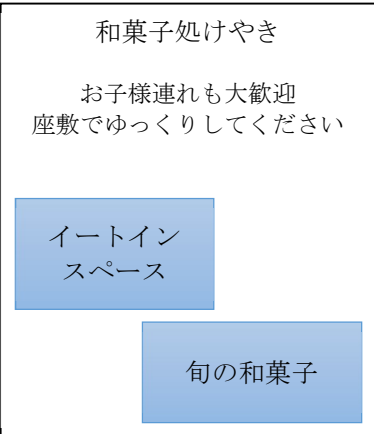 和菓子処けやき
お子様連れも大歓迎
座敷でゆっくりしてください
イートイン
スペース
旬の和菓子